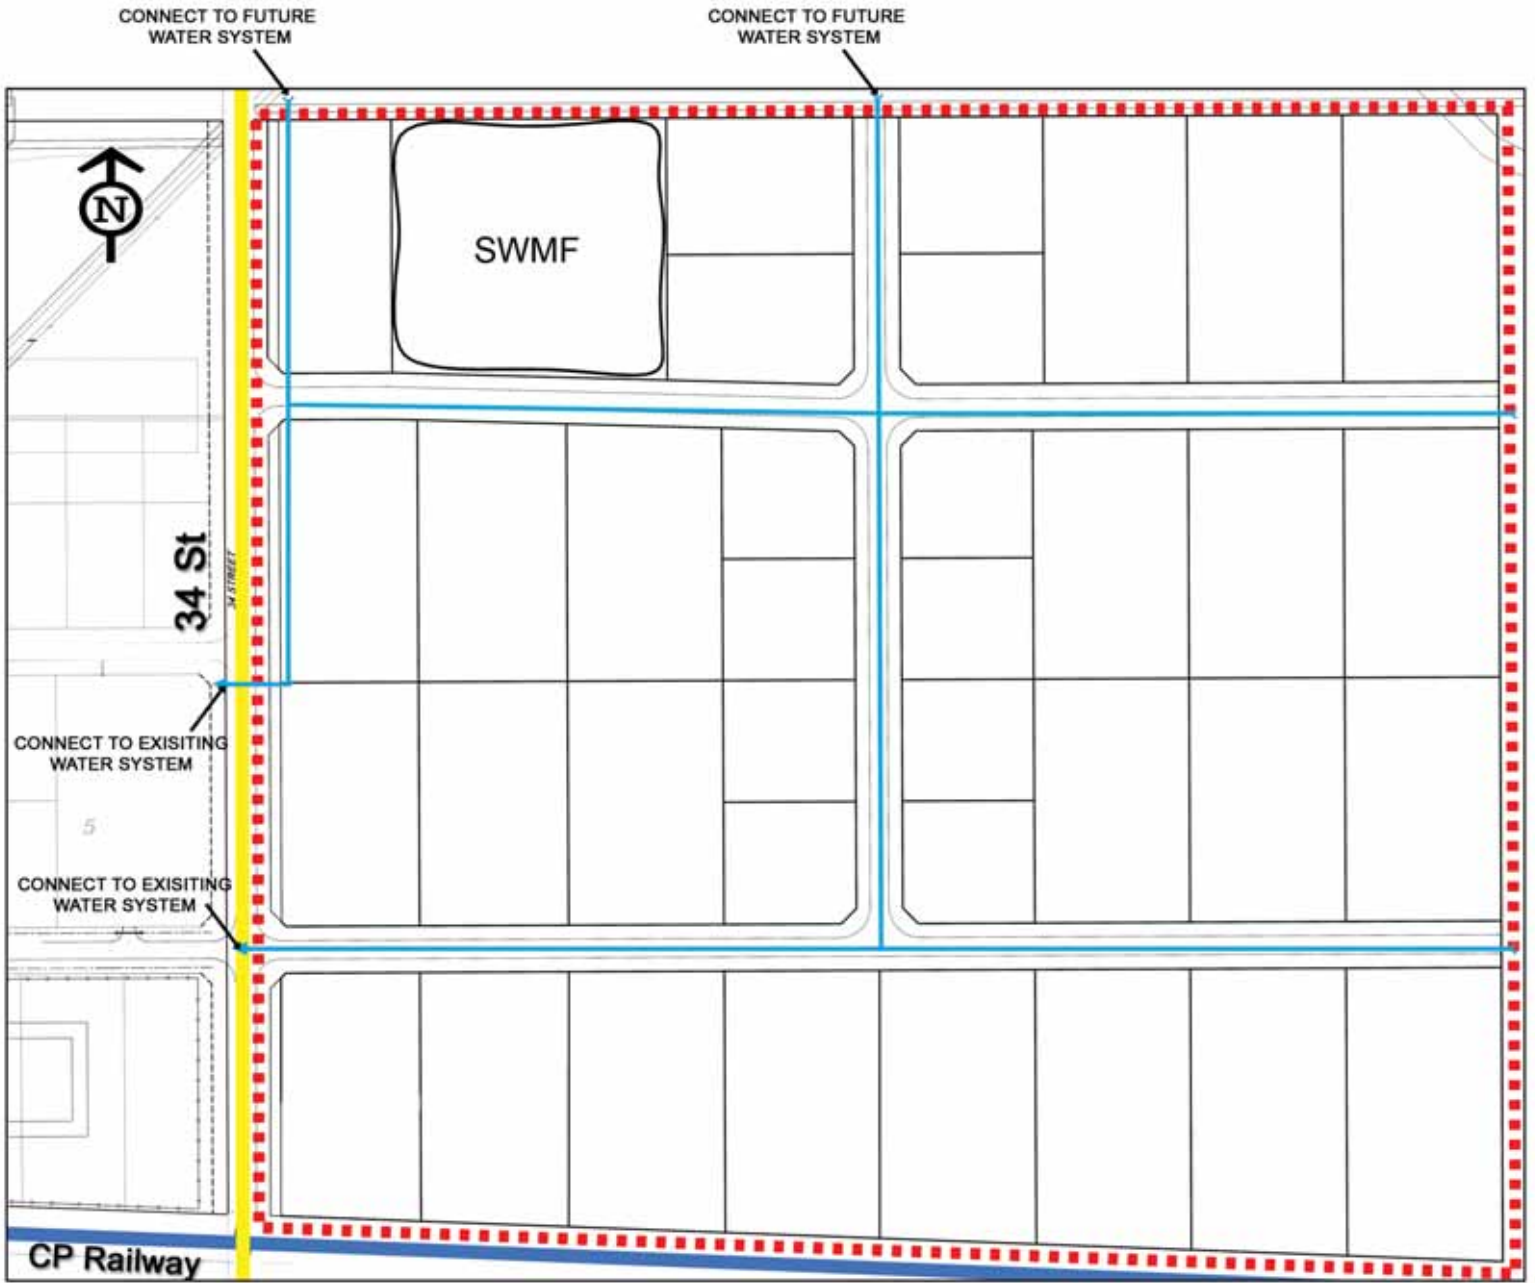 CONNECT TO FUTURE
WATER SYSTEM
CONNECT TO FUTURE
WATER SYSTEM
N
SWMF
34 St
34 STREET
CONNECT TO EXISITING
WATER SYSTEM
5
CONNECT TO EXISITING
WATER SYSTEM
CP Railway